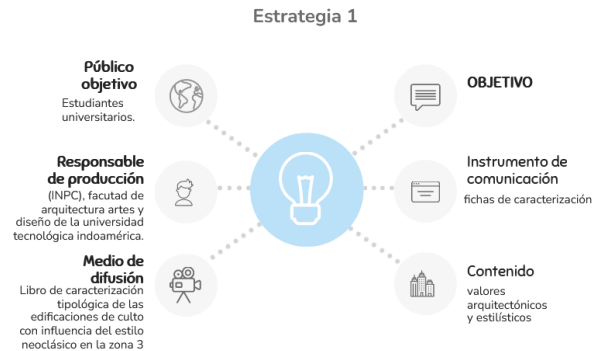 Estrategia 1
Público
objetivo
Estudiantes
universitarios.
Responsable
de producción
(INPC), facutad de
arquitectura artes y
diseño de la universidad
tecnológica indoamérica.
Medio de
difusión
Libro de caracterización
tipológica de las
edificaciones de culto
con influencia del estilo
neoclásico en la zona 3
OBJETIVO
Instrumento de
comunicación
fichas de caracterización
Contenido
valores
arquitectónicos
y estilísticos